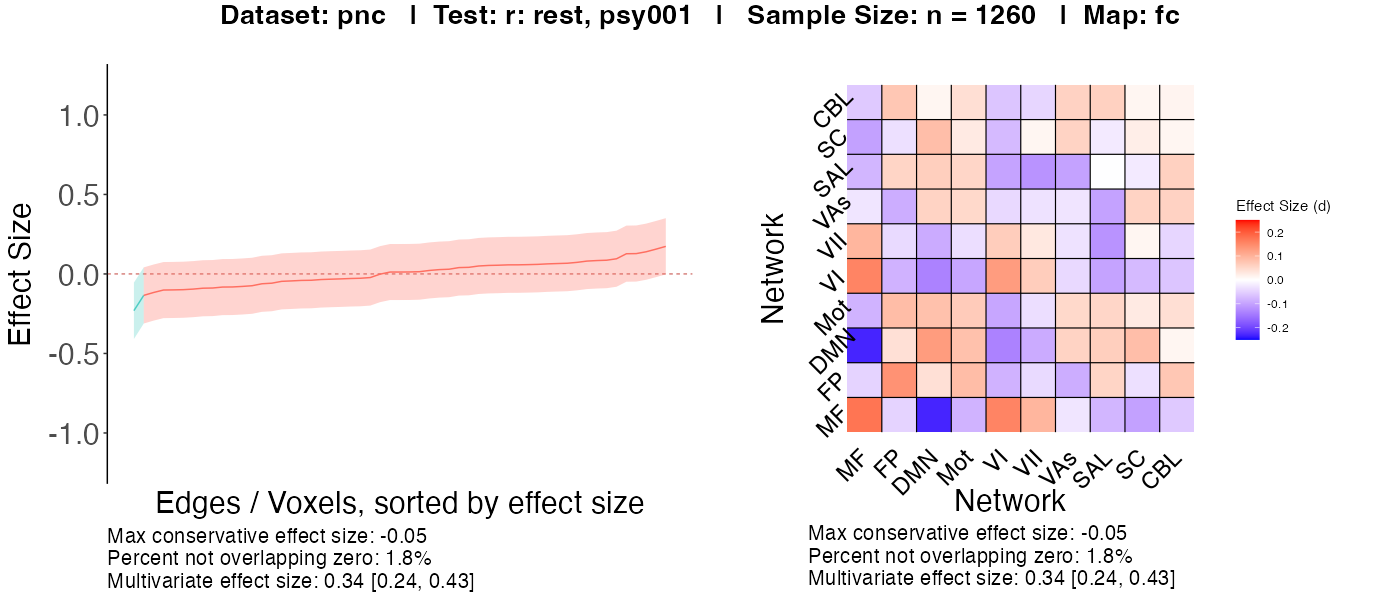 Dataset: pnc | Test: r: rest, psy001 | Sample Size: n = 1260 | Map: fc
Effect Size
1.0
0.5
0.0
-0.5
-1.0
Edges / Voxels, sorted by effect size
Max conservative effect size: -0.05
Percent not overlapping zero: 1.8%
Multivariate effect size: 0.34 [0.24, 0.43]
Network
CBL
SC
SAL
VAs
VII
VI
Mot
DMN
FP
MF
MF
FP
DMN
Mot
VI
VII
VAs
SAL
SC
CBL
Network
Max conservative effect size: -0.05
Percent not overlapping zero: 1.8%
Multivariate effect size: 0.34 [0.24, 0.43]
Effect Size (d)
0.2
0.1
0.0
-0.1
-0.2